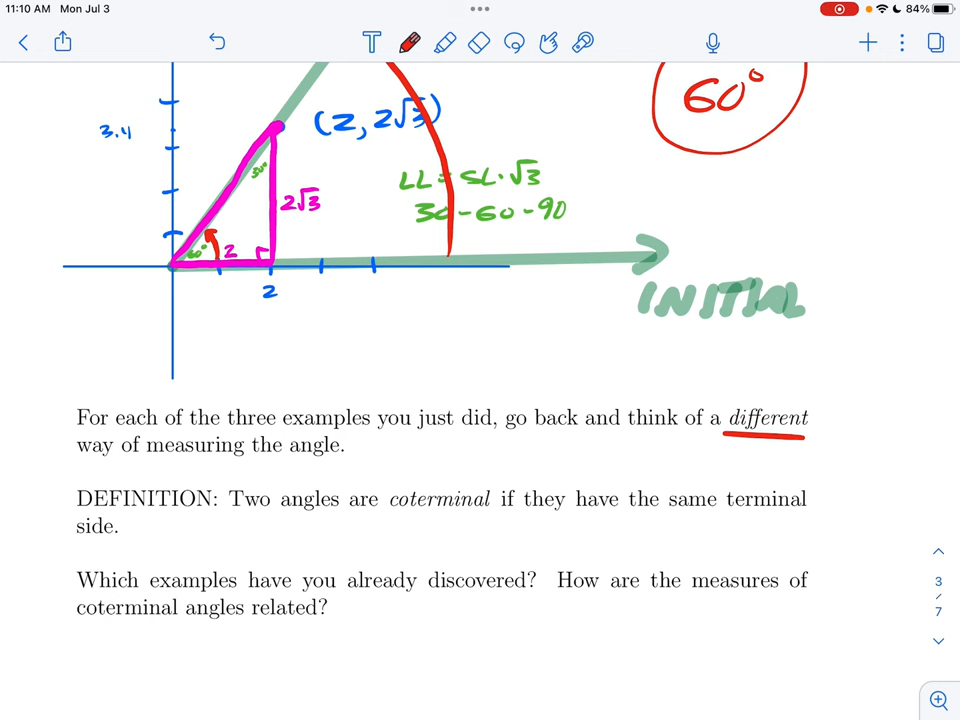 11:10 AM Mon Jul 3
84%
T
60°
3.4
(2, 2√3)
LL = SL·√3
30-60-90
30°
2√3
60°
2
2
INITIAL
For each of the three examples you just did, go back and think of a different
way of measuring the angle.
DEFINITION: Two angles are coterminal if they have the same terminal
side.
Which examples have you already discovered? How are the measures of
coterminal angles related?
3
/
7